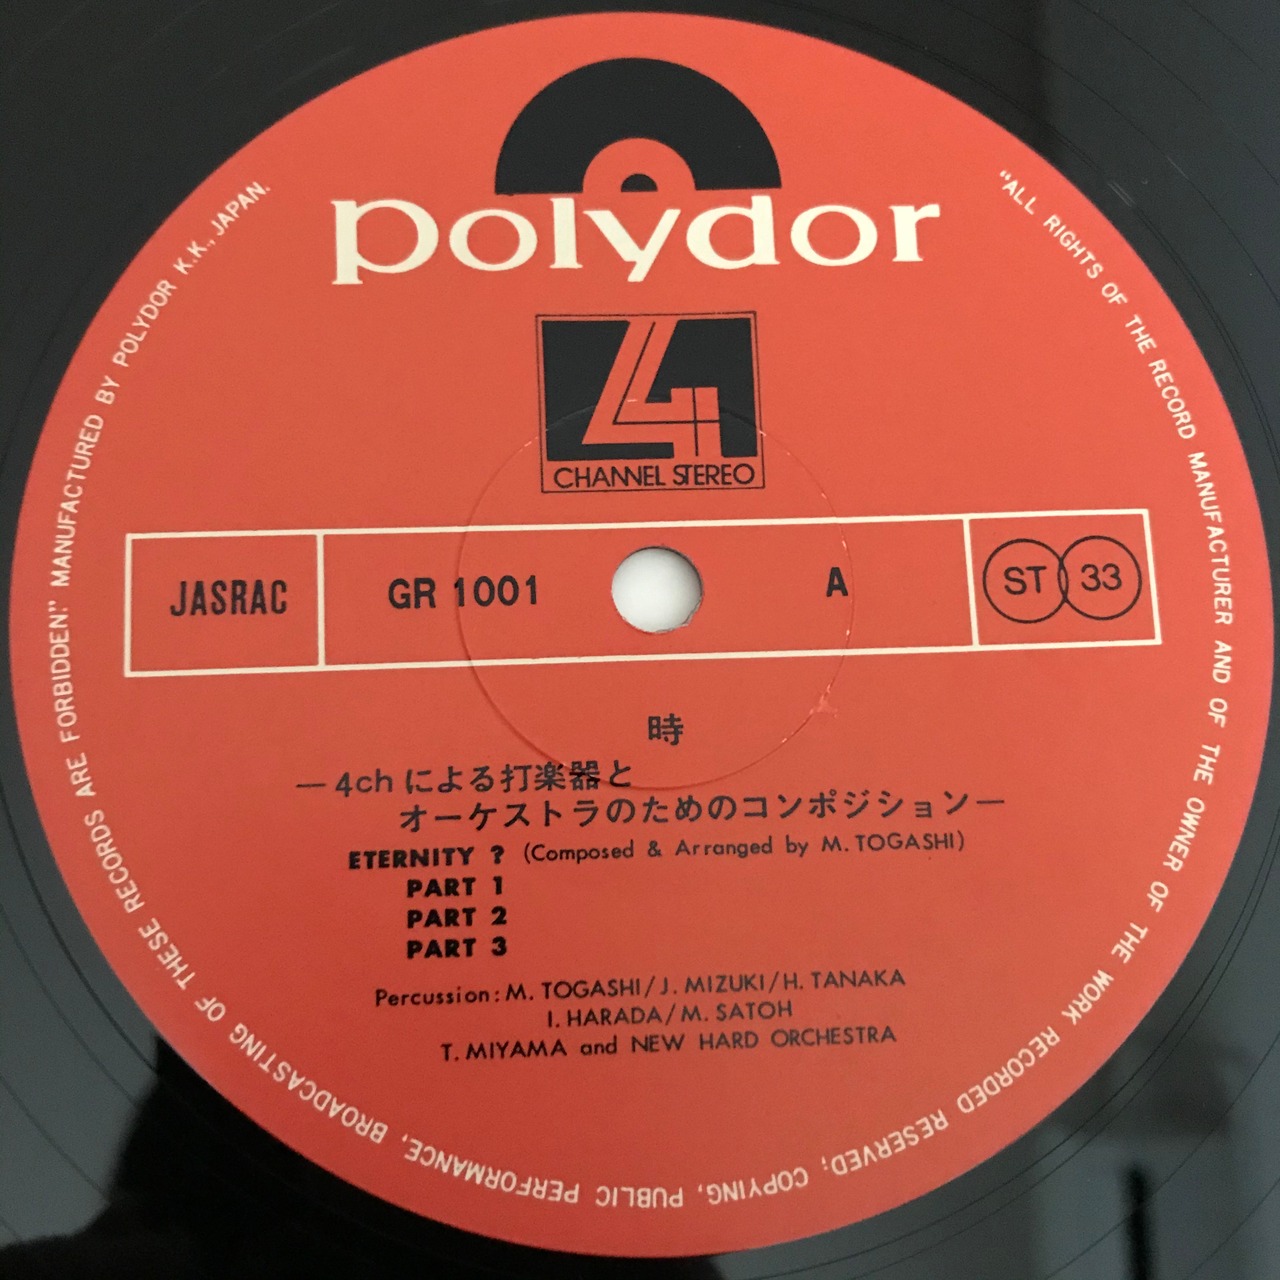 polydor
4
CHANNEL STEREO
JASRAC
GR 1001
A
ST 33
時
—4chによる打楽器と
オーケストラのためのコンポジション—
ETERNITY ? (Composed & Arranged by M. TOGASHI)
PART 1
PART 2
PART 3
Percussion: M. TOGASHI/J. MIZUKI/H. TANAKA
I. HARADA/M. SATOH
T. MIYAMA and NEW HARD ORCHESTRA
"ALL RIGHTS OF THE RECORD MANUFACTURER AND OF THE OWNER OF THE WORK RECORDED RESERVED; COPYING, PUBLIC PERFORMANCE, BROADCASTING OF THESE RECORDS ARE FORBIDDEN." MANUFACTURED BY POLYDOR K.K., JAPAN.